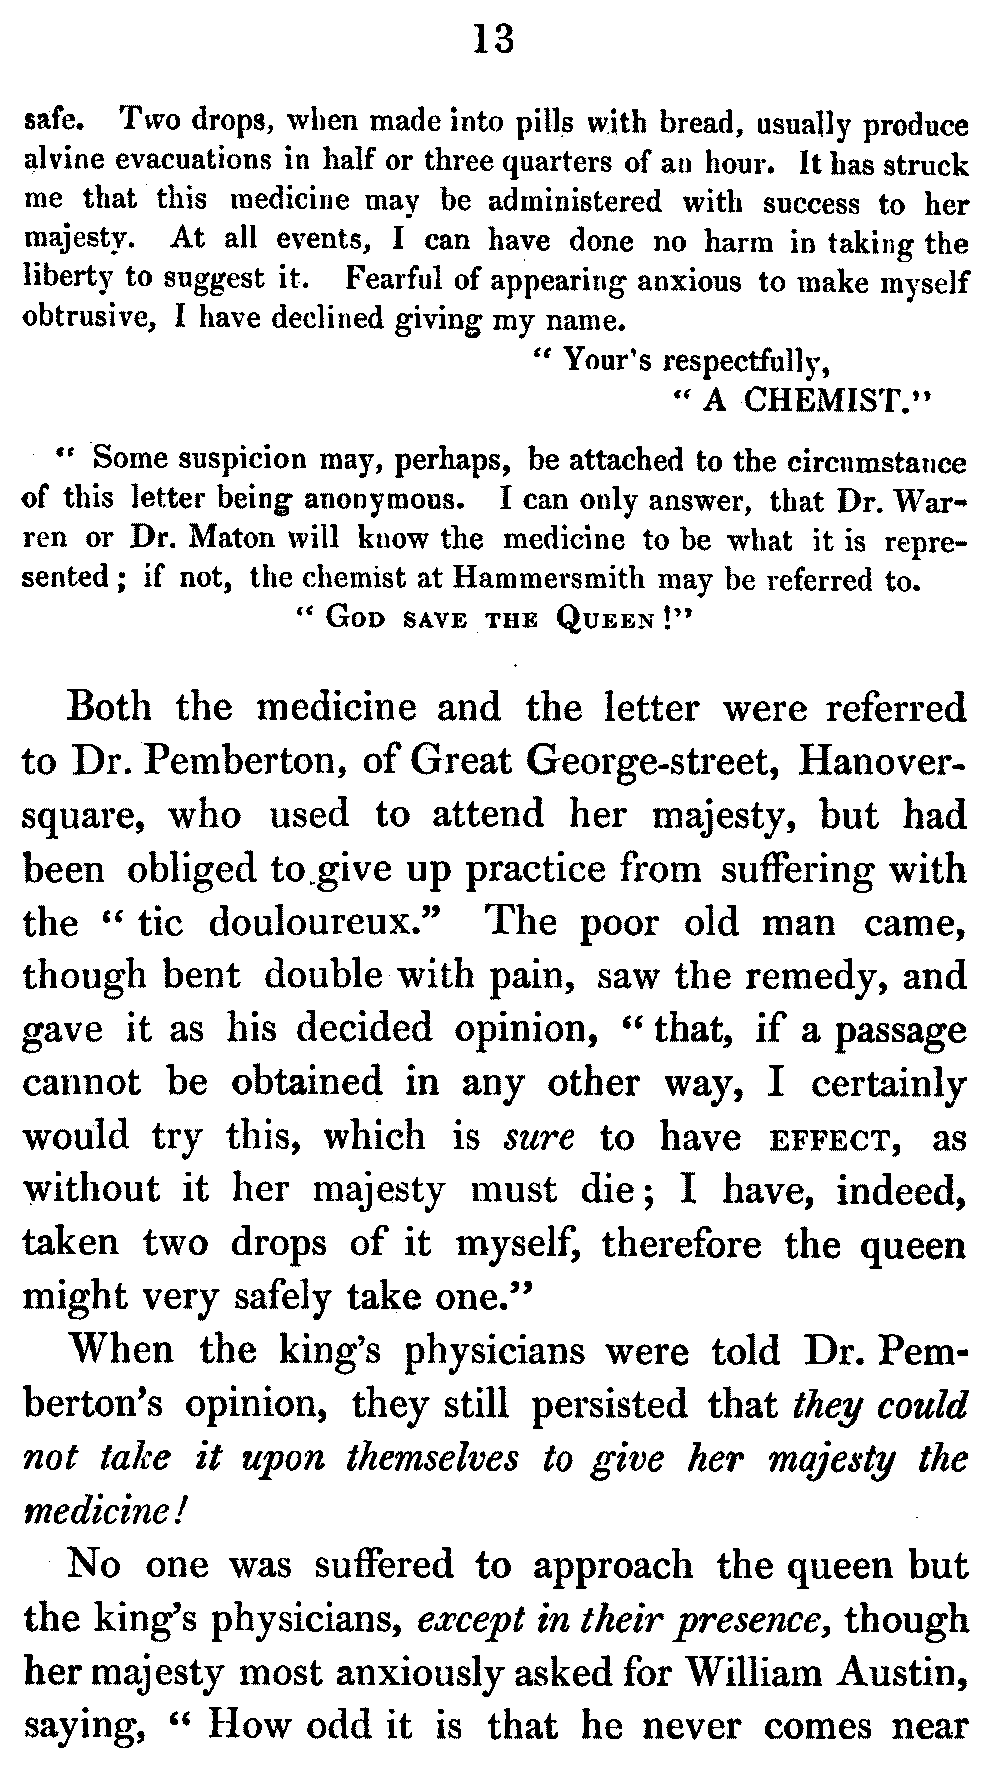 13
safe. Two drops, when made into pills with bread, usually produce
alvine evacuations in half or three quarters of an hour. It has struck
me that this medicine may be administered with success to her
majesty. At all events, I can have done no harm in taking the
liberty to suggest it. Fearful of appearing anxious to make myself
obtrusive, I have declined giving my name.
“ Your's respectfully,
“ A CHEMIST.”
“ Some suspicion may, perhaps, be attached to the circumstance
of this letter being anonymous. I can only answer, that Dr. War-
ren or Dr. Maton will know the medicine to be what it is repre-
sented ; if not, the chemist at Hammersmith may be referred to.
“ GOD SAVE THE QUEEN !”
Both the medicine and the letter were referred
to Dr. Pemberton, of Great George-street, Hanover-
square, who used to attend her majesty, but had
been obliged to give up practice from suffering with
the “ tic douloureux.” The poor old man came,
though bent double with pain, saw the remedy, and
gave it as his decided opinion, “ that, if a passage
cannot be obtained in any other way, I certainly
would try this, which is sure to have EFFECT, as
without it her majesty must die ; I have, indeed,
taken two drops of it myself, therefore the queen
might very safely take one.”
When the king's physicians were told Dr. Pem-
berton's opinion, they still persisted that they could
not take it upon themselves to give her majesty the
medicine !
No one was suffered to approach the queen but
the king's physicians, except in their presence, though
her majesty most anxiously asked for William Austin,
saying, “ How odd it is that he never comes near